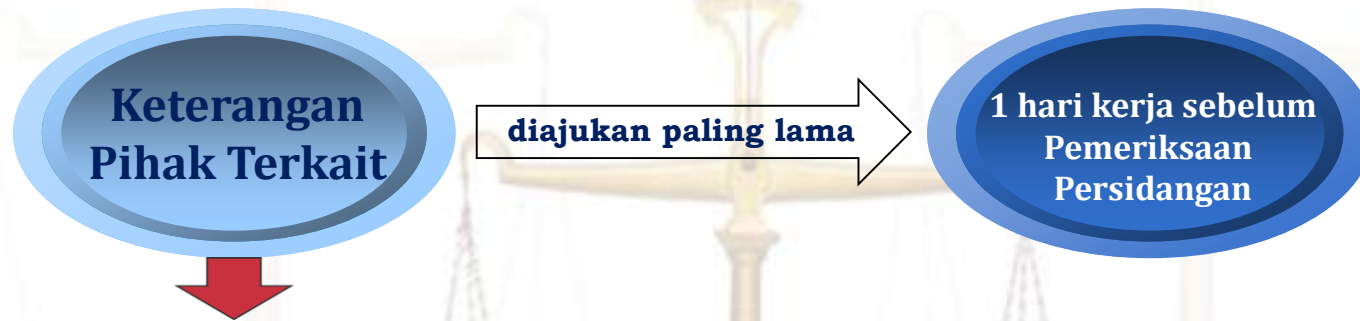 Keterangan
Pihak Terkait
diajukan paling lama
1 hari kerja sebelum
Pemeriksaan
Persidangan